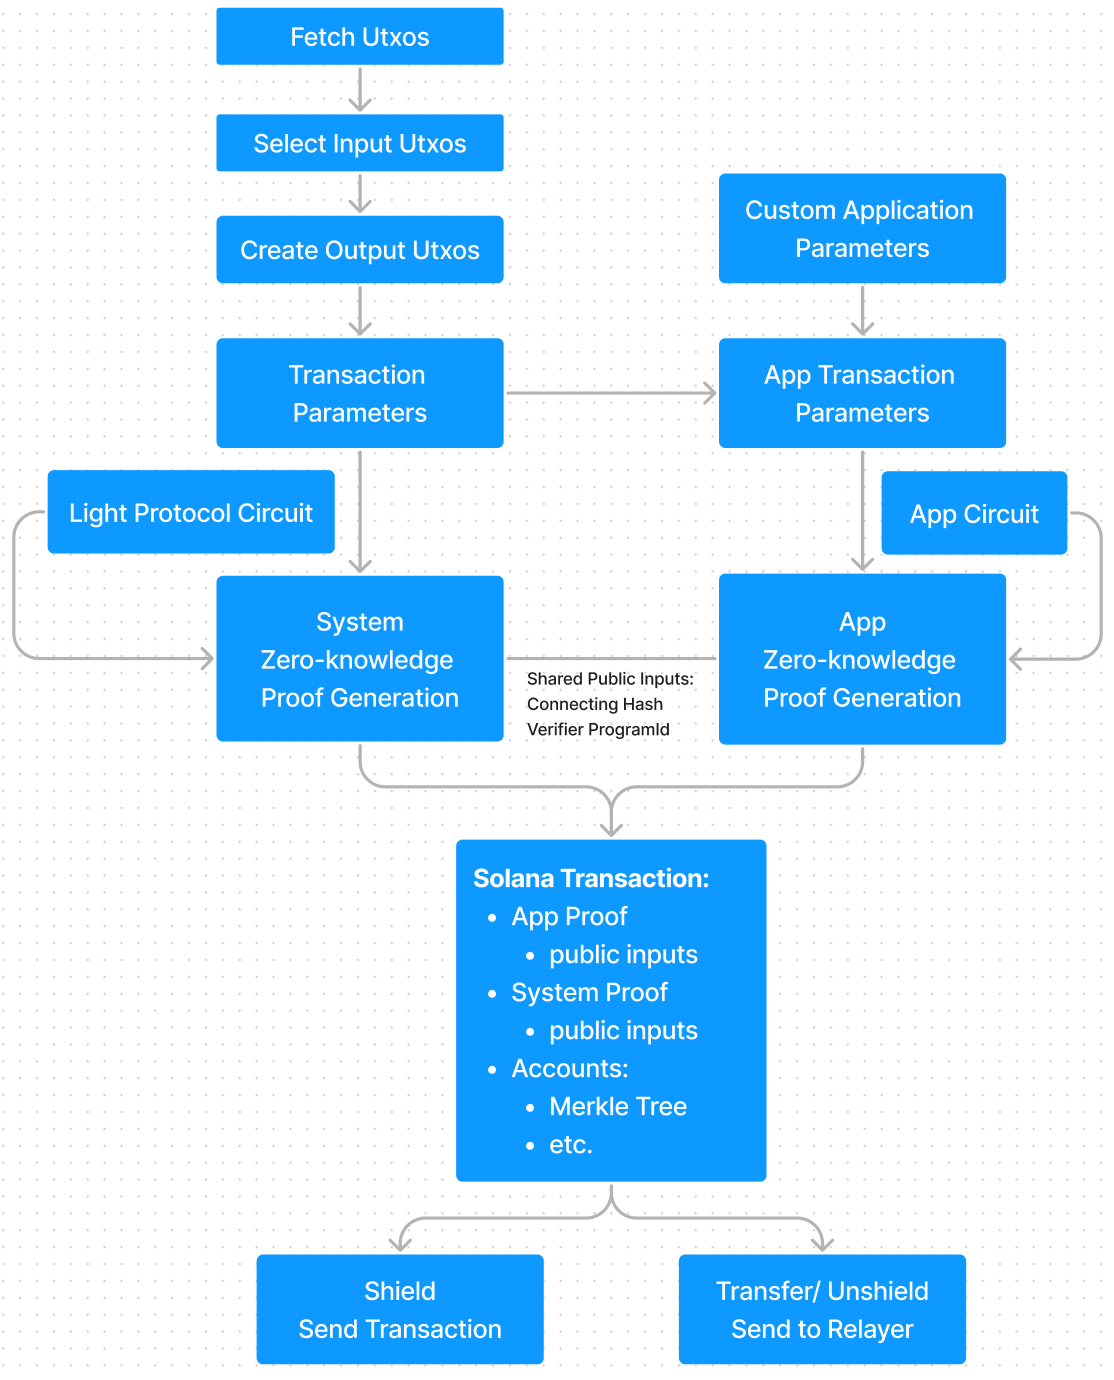 Fetch Utxos
Select Input Utxos
Create Output Utxos
Custom Application
Parameters
Transaction
Parameters
App Transaction
Parameters
Light Protocol Circuit
App Circuit
System
Zero-knowledge
Proof Generation
Shared Public Inputs:
Connecting Hash
Verifier ProgramId
App
Zero-knowledge
Proof Generation
Solana Transaction:
• App Proof
• public inputs
• System Proof
• public inputs
• Accounts:
• Merkle Tree
• etc.
Shield
Send Transaction
Transfer/ Unshield
Send to Relayer